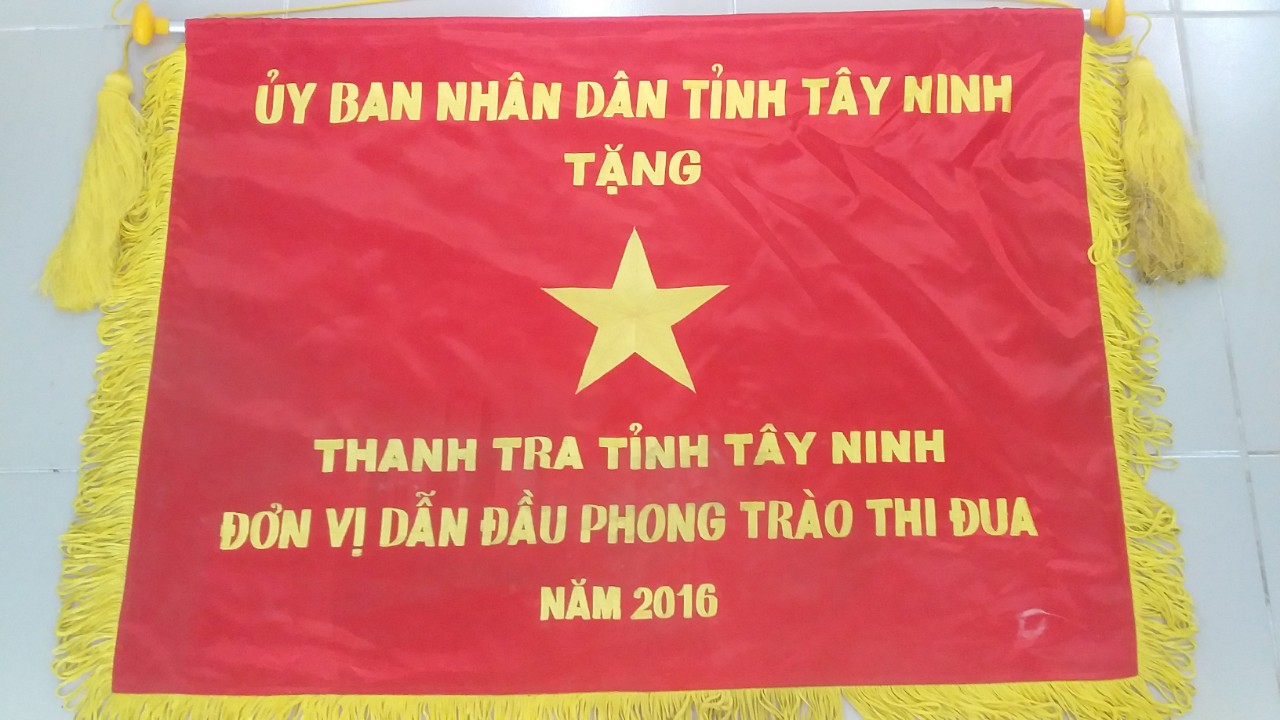 ỦY BAN NHÂN DÂN TỈNH TÂY NINH
TẶNG
THANH TRA TỈNH TÂY NINH
ĐƠN VỊ DẪN ĐẦU PHONG TRÀO THI ĐUA
NĂM 2016